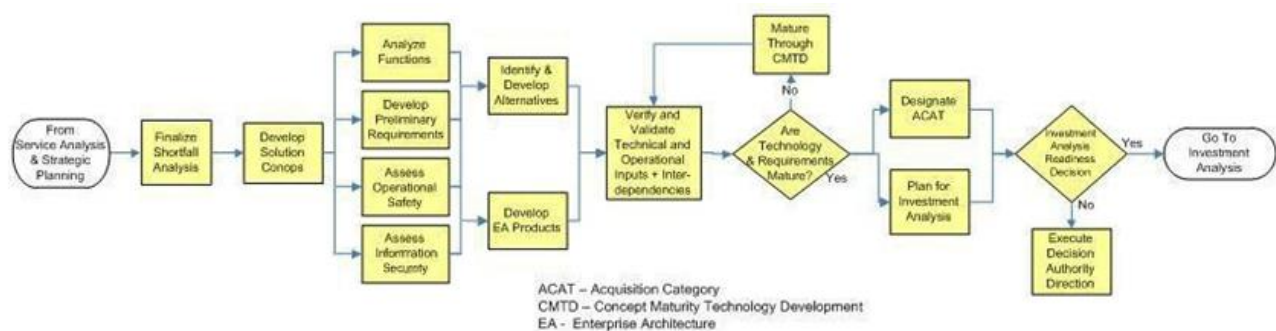 From
Service Analysis
& Strategic
Planning
Finalize
Shortfall
Analysis
Develop
Solution
Conops
Analyze
Functions
Develop
Preliminary
Requirements
Assess
Operational
Safety
Assess
Information
Security
Identify &
Develop
Alternatives
Develop
EA Products
Verify and
Validate
Technical and
Operational
Inputs + Inter-
dependencies
Mature
Through
CMTD
No
Are
Technology
& Requirements
Mature?
Yes
Designate
ACAT
Plan for
Investment
Analysis
Investment
Analysis
Readiness
Decision
Yes
No
Go To
Investment
Analysis
Execute
Decision
Authority
Direction
ACAT – Acquisition Category
CMTD – Concept Maturity Technology Development
EA - Enterprise Architecture